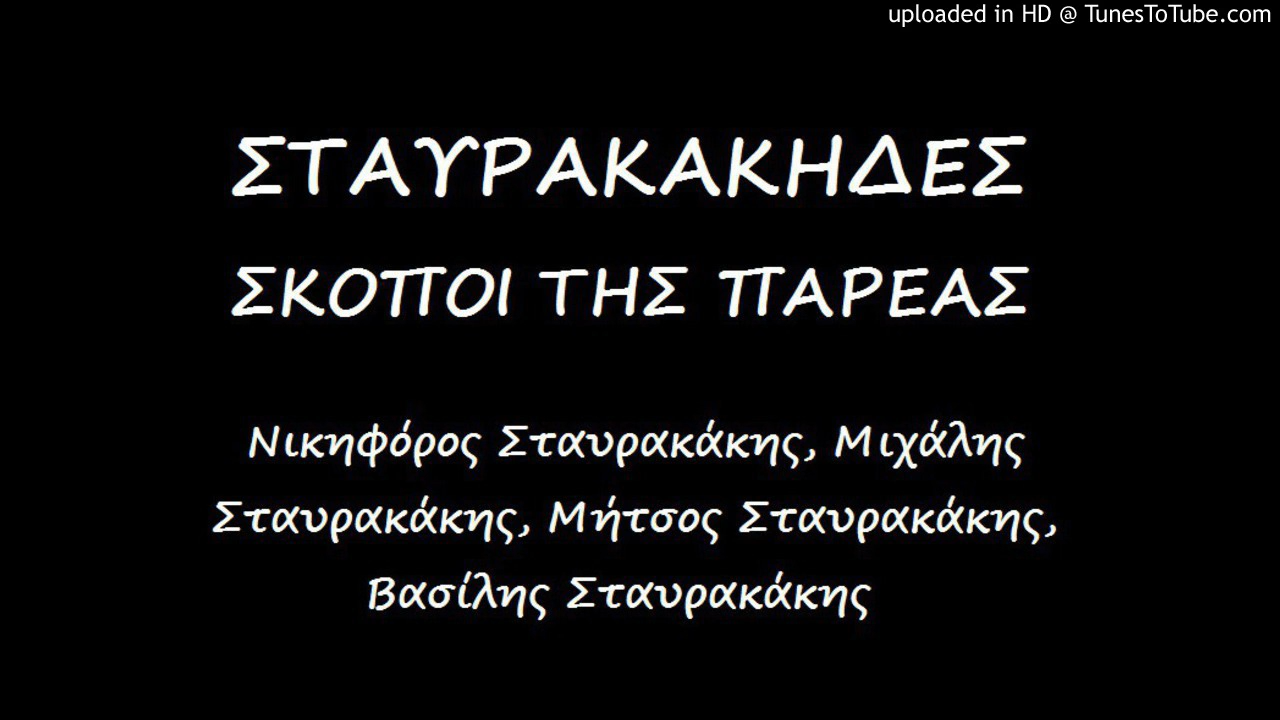 uploaded in HD @ TunesToTube.com
ΣΤΑΥΡΑΚΑΚΗΔΕΣ
ΣΚΟΠΟΙ ΤΗΣ ΠΑΡΕΑΣ
Νικηφόρος Σταυρακάκης, Μιχάλης
Σταυρακάκης, Μήτσος Σταυρακάκης,
Βασίλης Σταυρακάκης